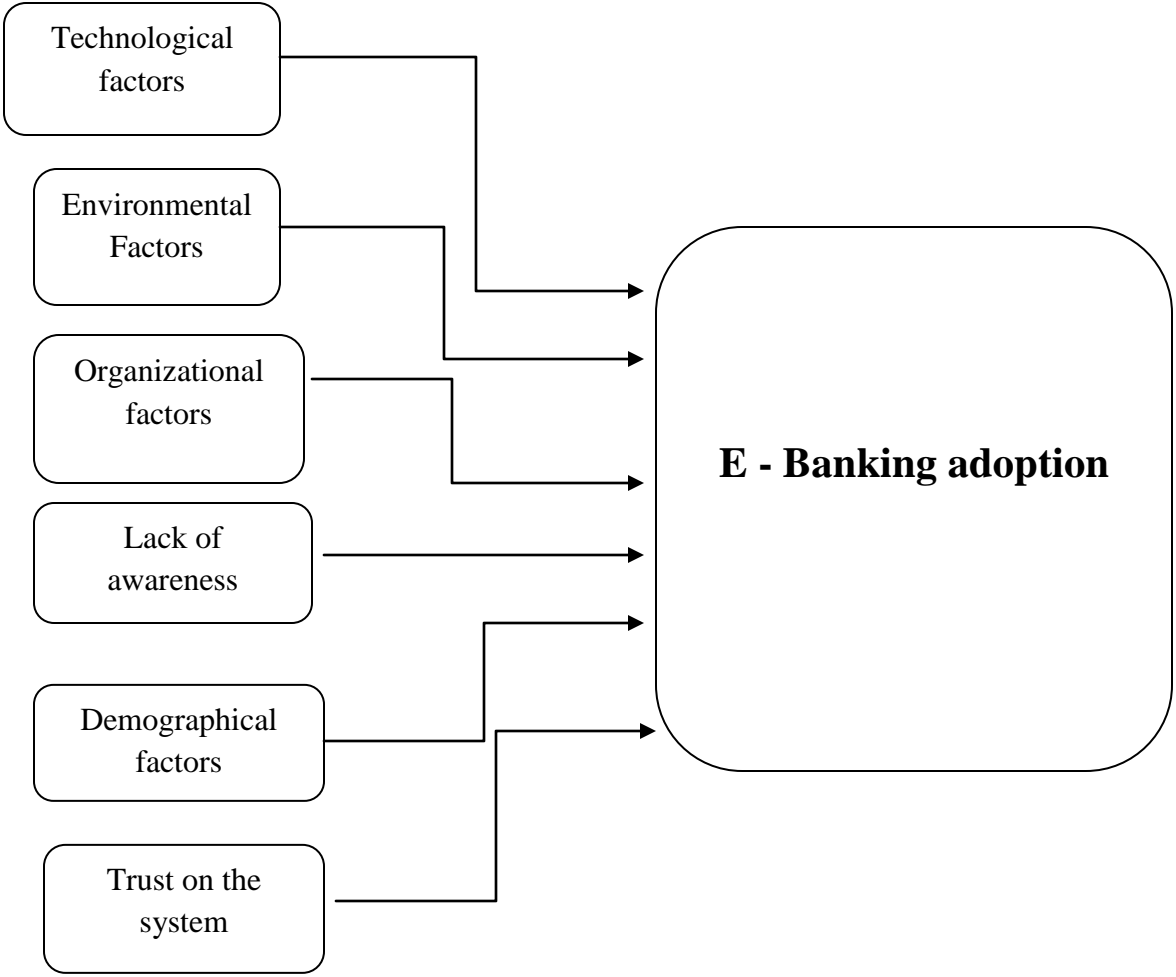 Technological
factors
Environmental
Factors
Organizational
factors
E - Banking adoption
Lack of
awareness
Demographical
factors
Trust on the
system